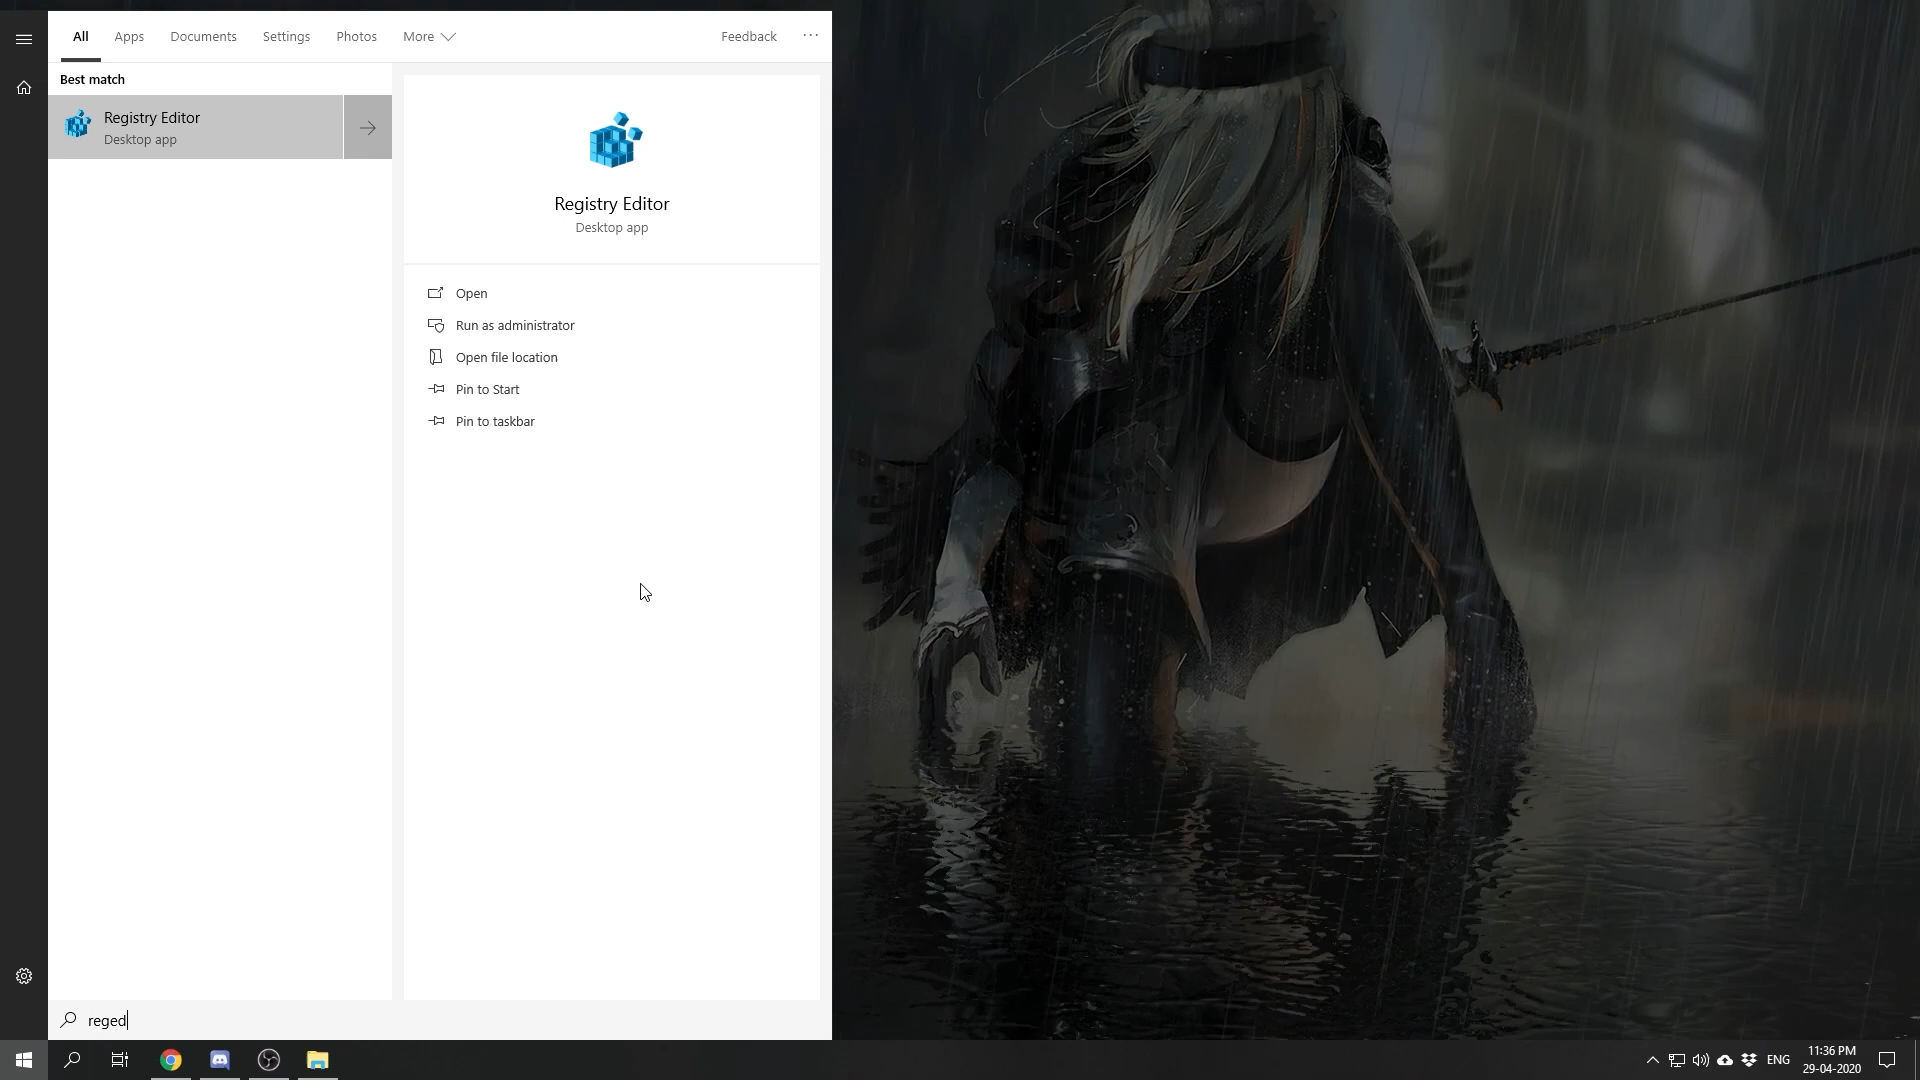 All Apps Documents Settings Photos More Feedback ...
Best match
Registry Editor
Desktop app
Registry Editor
Desktop app
Open
Run as administrator
Open file location
Pin to Start
Pin to taskbar
reged
ENG
11:36 PM
29-04-2020